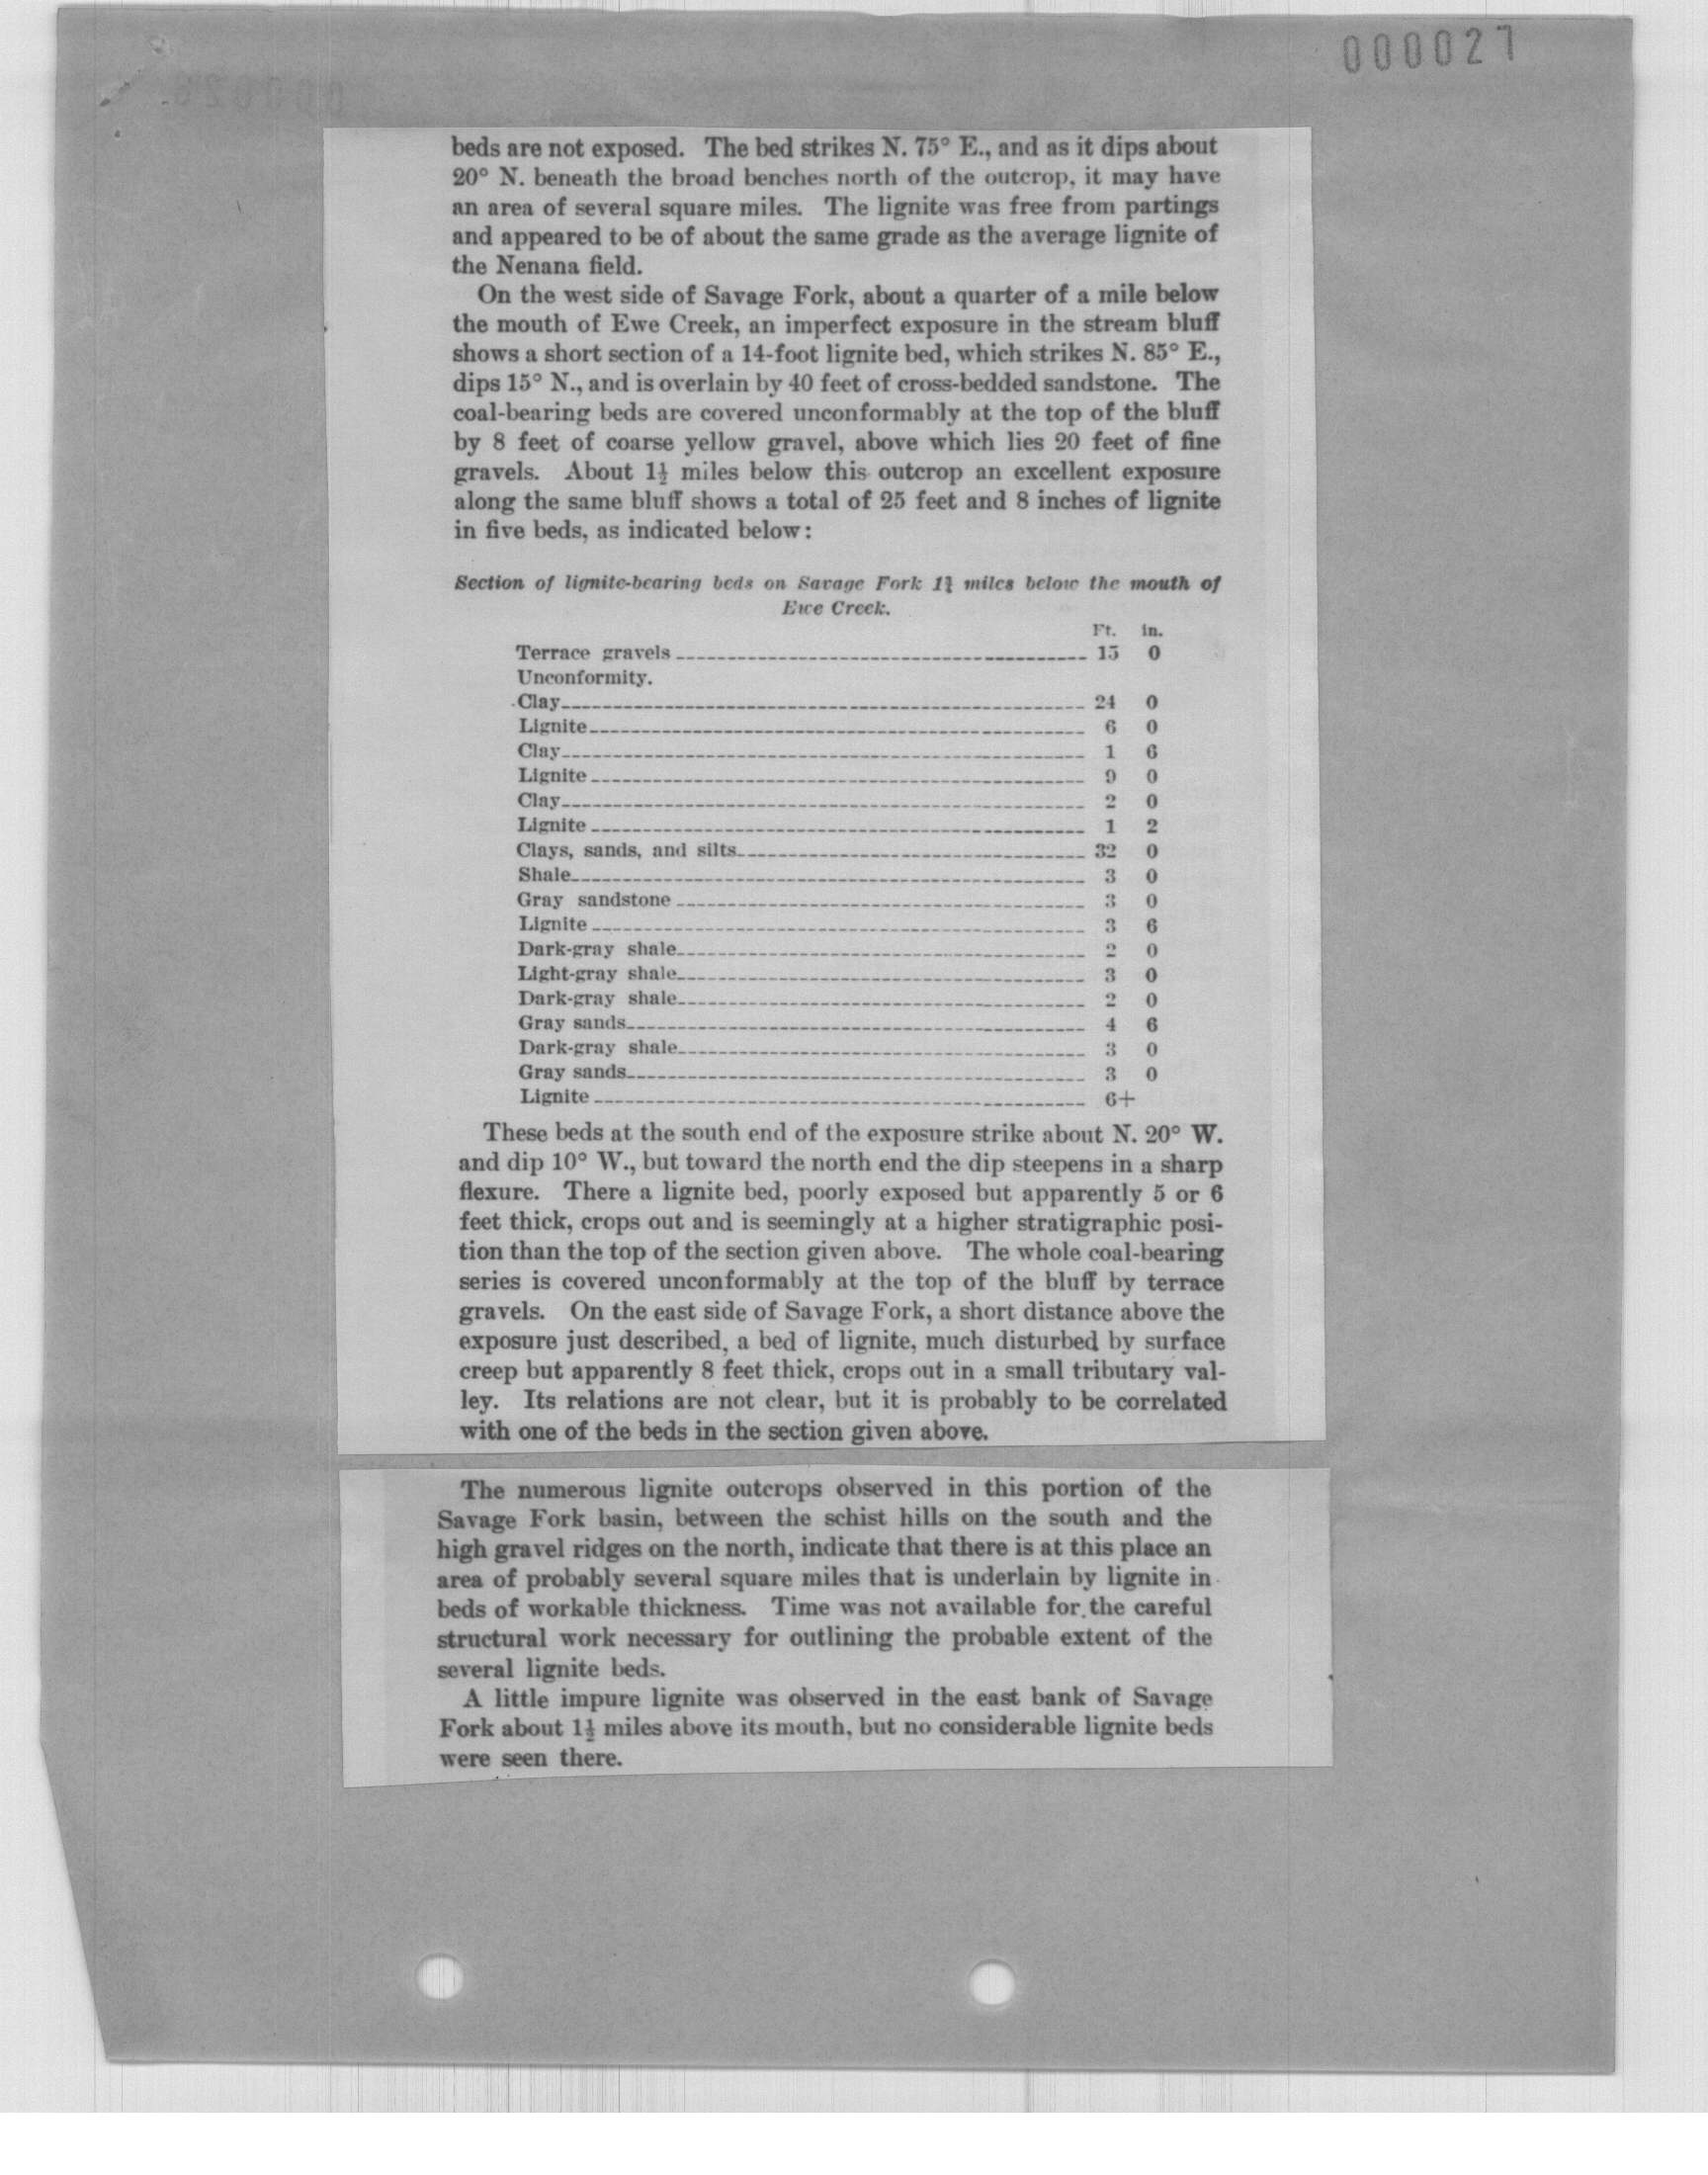 000027
beds are not exposed. The bed strikes N. 75° E., and as it dips about
20° N. beneath the broad benches north of the outcrop, it may have
an area of several square miles. The lignite was free from partings
and appeared to be of about the same grade as the average lignite of
the Nenana field.
On the west side of Savage Fork, about a quarter of a mile below
the mouth of Ewe Creek, an imperfect exposure in the stream bluff
shows a short section of a 14-foot lignite bed, which strikes N. 85° E.,
dips 15° N., and is overlain by 40 feet of cross-bedded sandstone. The
coal-bearing beds are covered unconformably at the top of the bluff
by 8 feet of coarse yellow gravel, above which lies 20 feet of fine
gravels. About 1½ miles below this outcrop an excellent exposure
along the same bluff shows a total of 25 feet and 8 inches of lignite
in five beds, as indicated below:
Section of lignite-bearing beds on Savage Fork 1¾ miles below the mouth of
Ewe Creek.
Ft. in.
Terrace gravels 15 0
Unconformity.
Clay 24 0
Lignite 6 0
Clay 1 6
Lignite 9 0
Clay 2 0
Lignite 1 2
Clays, sands, and silts 32 0
Shale 3 0
Gray sandstone 3 0
Lignite 3 6
Dark-gray shale 2 0
Light-gray shale 3 0
Dark-gray shale 2 0
Gray sands 4 6
Dark-gray shale 3 0
Gray sands 3 0
Lignite 6+
These beds at the south end of the exposure strike about N. 20° W.
and dip 10° W., but toward the north end the dip steepens in a sharp
flexure. There a lignite bed, poorly exposed but apparently 5 or 6
feet thick, crops out and is seemingly at a higher stratigraphic posi-
tion than the top of the section given above. The whole coal-bearing
series is covered unconformably at the top of the bluff by terrace
gravels. On the east side of Savage Fork, a short distance above the
exposure just described, a bed of lignite, much disturbed by surface
creep but apparently 8 feet thick, crops out in a small tributary val-
ley. Its relations are not clear, but it is probably to be correlated
with one of the beds in the section given above.
The numerous lignite outcrops observed in this portion of the
Savage Fork basin, between the schist hills on the south and the
high gravel ridges on the north, indicate that there is at this place an
area of probably several square miles that is underlain by lignite in
beds of workable thickness. Time was not available for the careful
structural work necessary for outlining the probable extent of the
several lignite beds.
A little impure lignite was observed in the east bank of Savage
Fork about 1½ miles above its mouth, but no considerable lignite beds
were seen there.